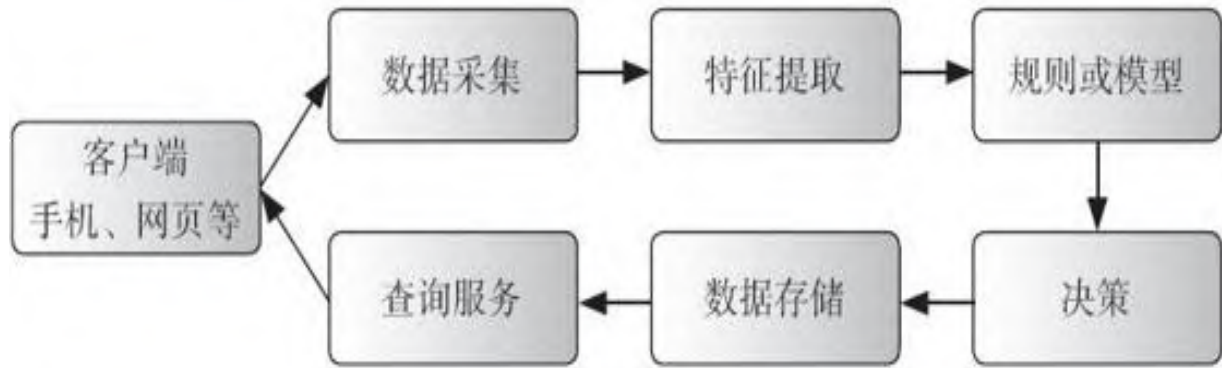 客户端
手机、网页等
数据采集
特征提取
规则或模型
决策
数据存储
查询服务